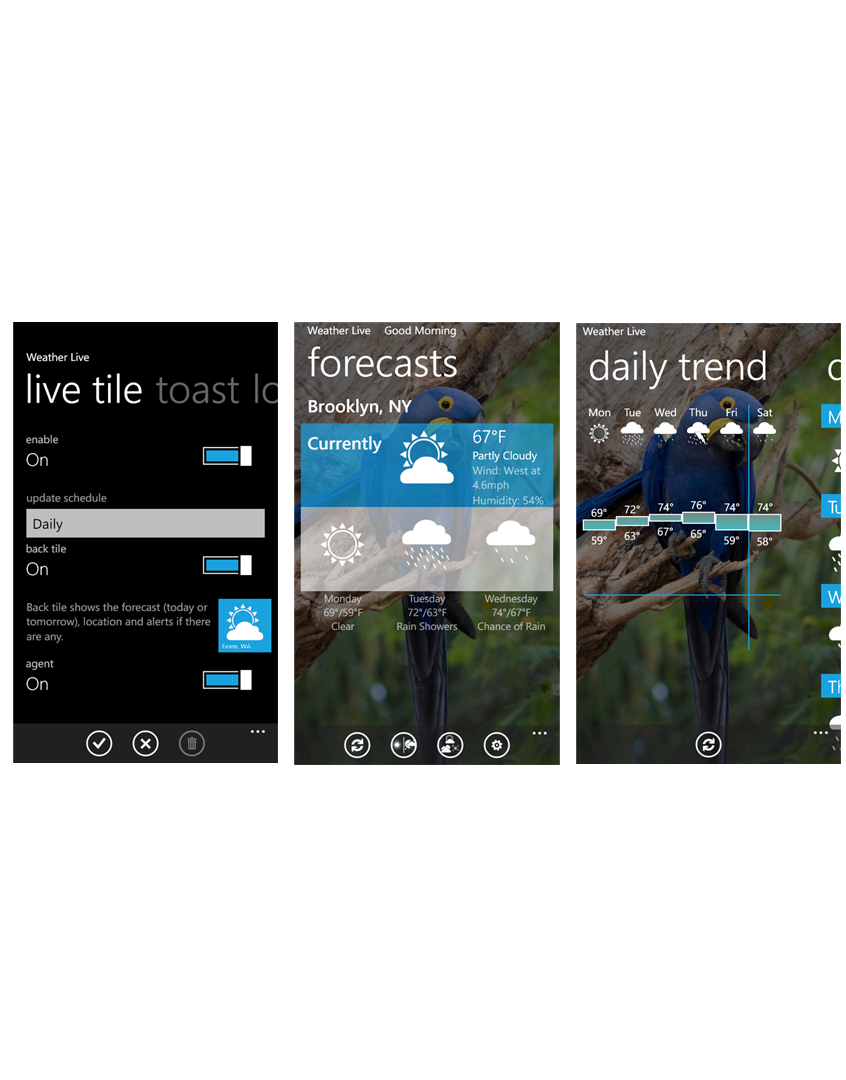 Weather Live
live tile toast lo
enable
On
update schedule
Daily
back tile
On
Back tile shows the forecast (today or
tomorrow), location and alerts if there
are any.
Evans, WA
agent
On
Weather Live Good Morning
forecasts
Brooklyn, NY
Currently
67°F
Partly Cloudy
Wind: West at
4.6mph
Humidity: 54%
Monday Tuesday Wednesday
69°/59°F 72°/63°F 74°/67°F
Clear Rain Showers Chance of Rain
Weather Live
daily trend
Mon Tue Wed Thu Fri Sat
69° 72° 74° 76° 74° 74°
59° 63° 67° 65° 59° 58°
M
Tu
W
Th